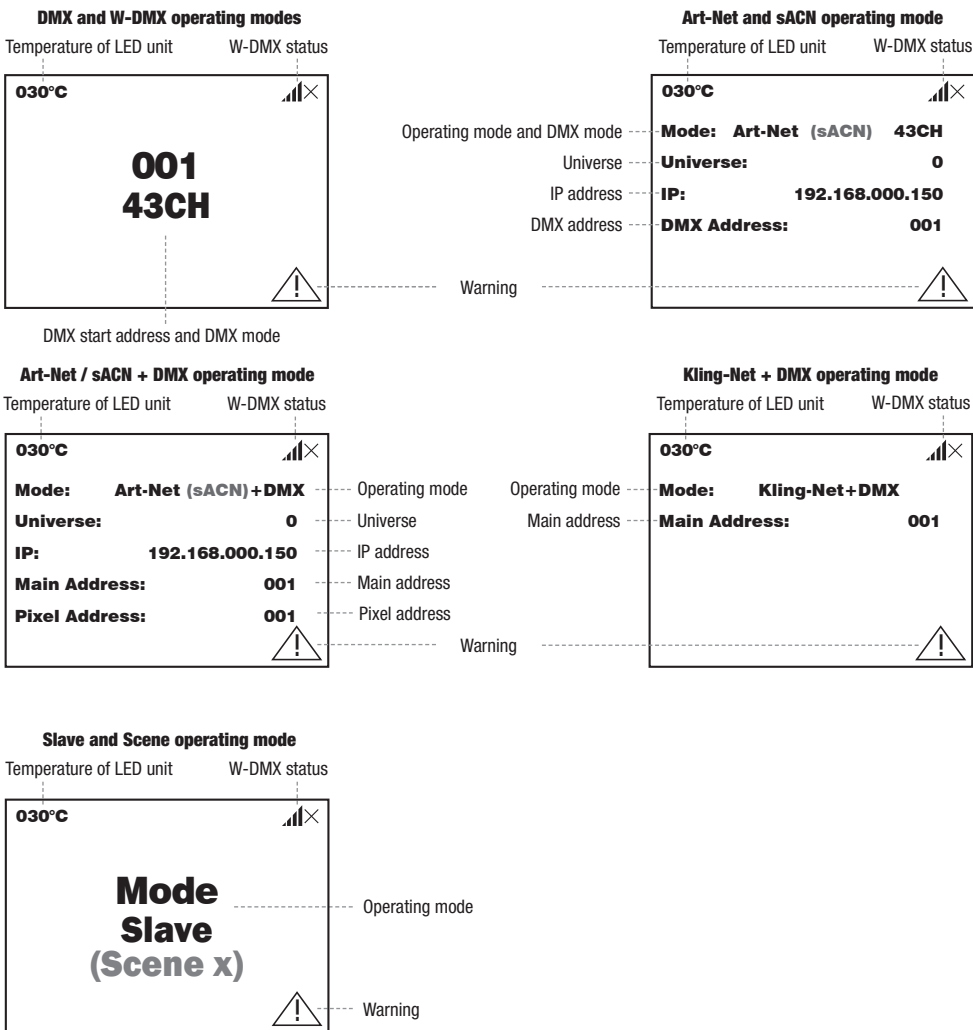 DMX and W-DMX operating modes
Temperature of LED unit W-DMX status
030°C
001
43CH
DMX start address and DMX mode
Art-Net and sACN operating mode
Temperature of LED unit W-DMX status
030°C
Operating mode and DMX mode Mode: Art-Net (sACN) 43CH
Universe Universe: 0
IP address IP: 192.168.000.150
DMX address DMX Address: 001
Warning
Art-Net / sACN + DMX operating mode
Temperature of LED unit W-DMX status
030°C
Mode: Art-Net (sACN)+DMX Operating mode
Universe: 0 Universe
IP: 192.168.000.150 IP address
Main Address: 001 Main address
Pixel Address: 001 Pixel address
Kling-Net + DMX operating mode
Temperature of LED unit W-DMX status
030°C
Operating mode Mode: Kling-Net+DMX
Main address Main Address: 001
Warning
Slave and Scene operating mode
Temperature of LED unit W-DMX status
030°C
Mode
Slave
(Scene x)
Operating mode
Warning